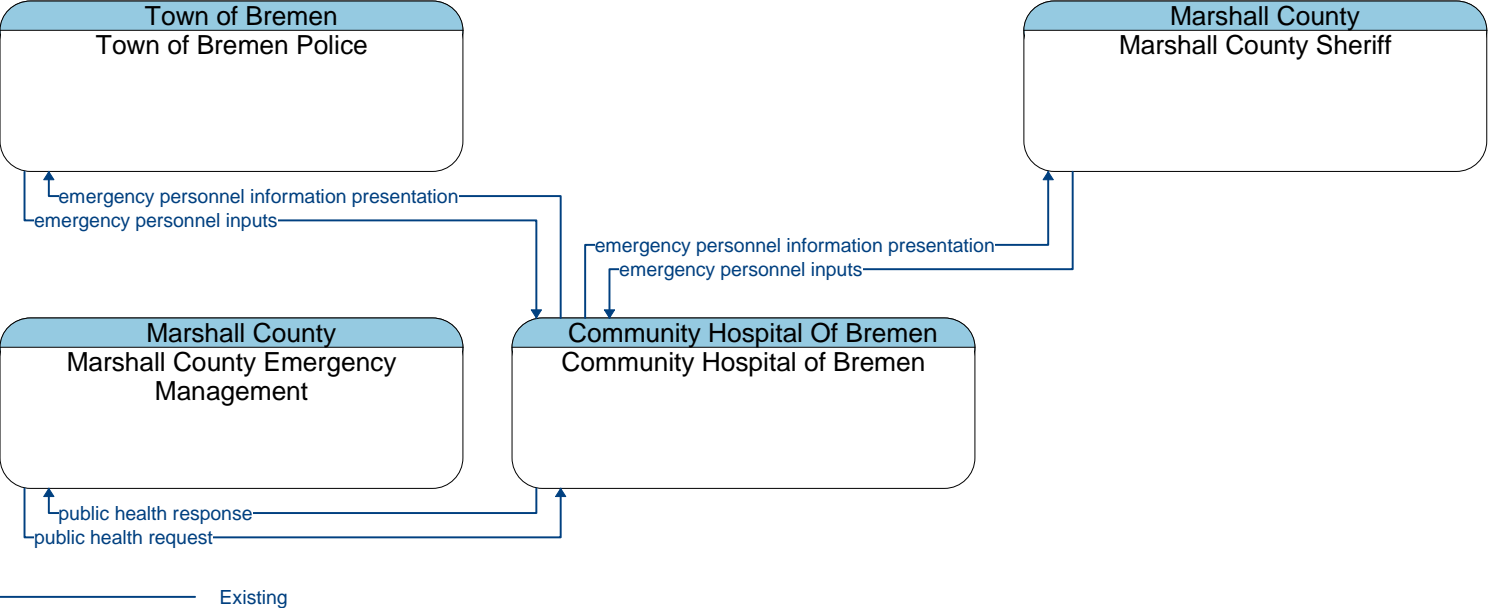 Town of Bremen
Town of Bremen Police
Marshall County
Marshall County Sheriff
emergency personnel information presentation
emergency personnel inputs
emergency personnel information presentation
emergency personnel inputs
Marshall County
Marshall County Emergency
Management
Community Hospital Of Bremen
Community Hospital of Bremen
public health response
public health request
Existing